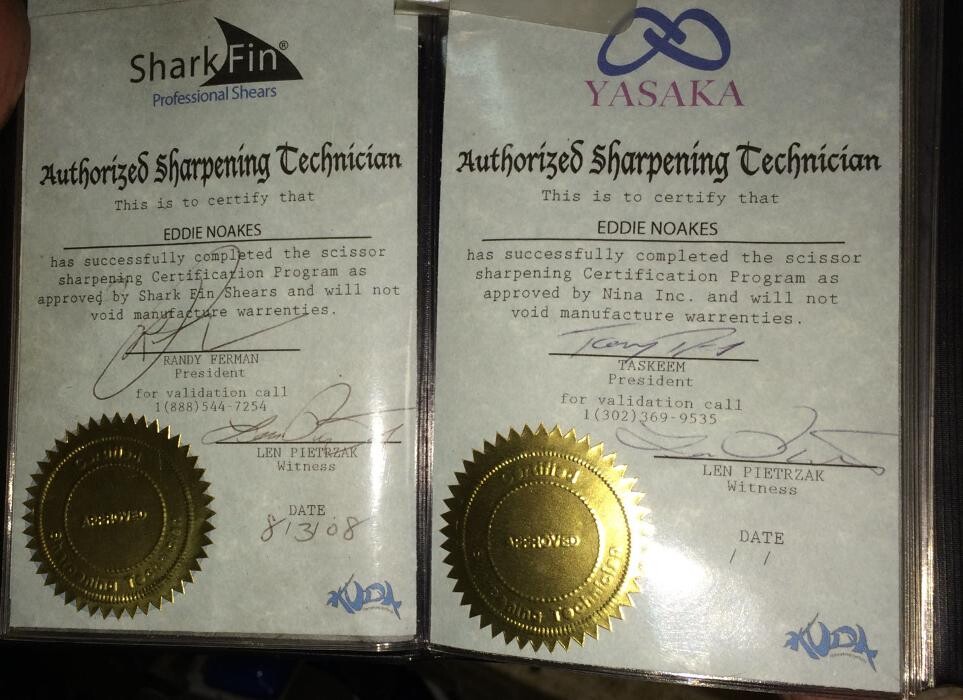 Shark Fin®
Professional Shears
Authorized Sharpening Technician
This is to certify that
EDDIE NOAKES
has successfully completed the scissor
sharpening Certification Program as
approved by Shark Fin Shears and will not
void manufacture warrenties.
RANDY FERMAN
President
for validation call
1(888)544-7254
LEN PIETRZAK
Witness
DATE
8/3/08
APPROVED
KUDA
YASAKA
Authorized Sharpening Technician
This is to certify that
EDDIE NOAKES
has successfully completed the scissor
sharpening Certification Program as
approved by Nina Inc. and will not
void manufacture warrenties.
TASKEEM
President
for validation call
1(302)369-9535
LEN PIETRZAK
Witness
DATE
/ /
Certified
APPROVED
Technician
KUDA